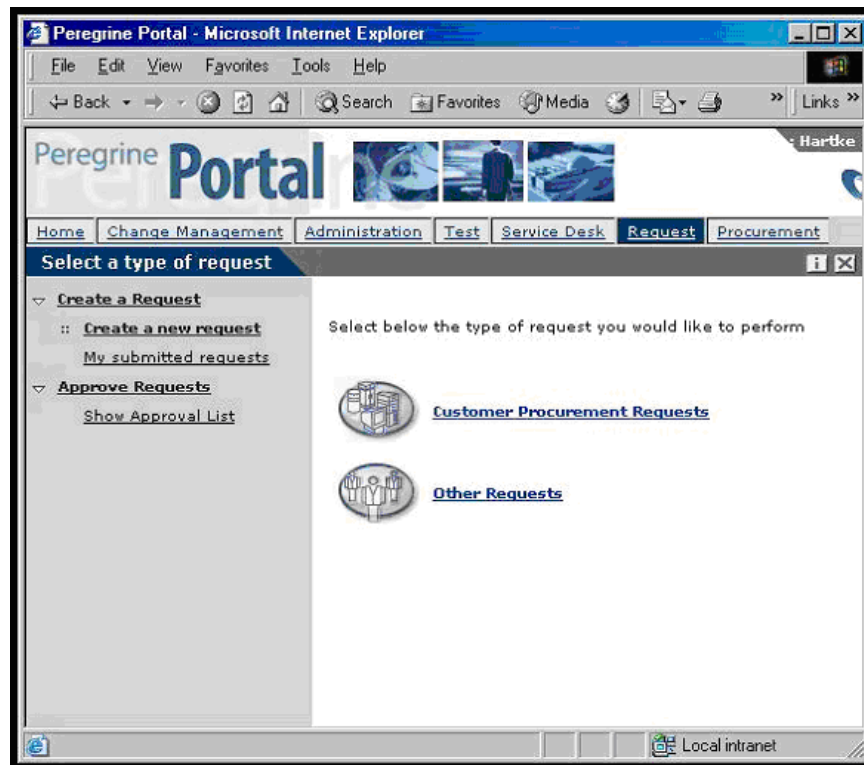 Peregrine Portal - Microsoft Internet Explorer
File Edit View Favorites Tools Help
Back Search Favorites Media » Links »
Peregrine Portal
: Hartke
Home Change Management Administration Test Service Desk Request Procurement
Select a type of request
Create a Request
:: Create a new request
My submitted requests
Approve Requests
Show Approval List
Select below the type of request you would like to perform
Customer Procurement Requests
Other Requests
Local intranet